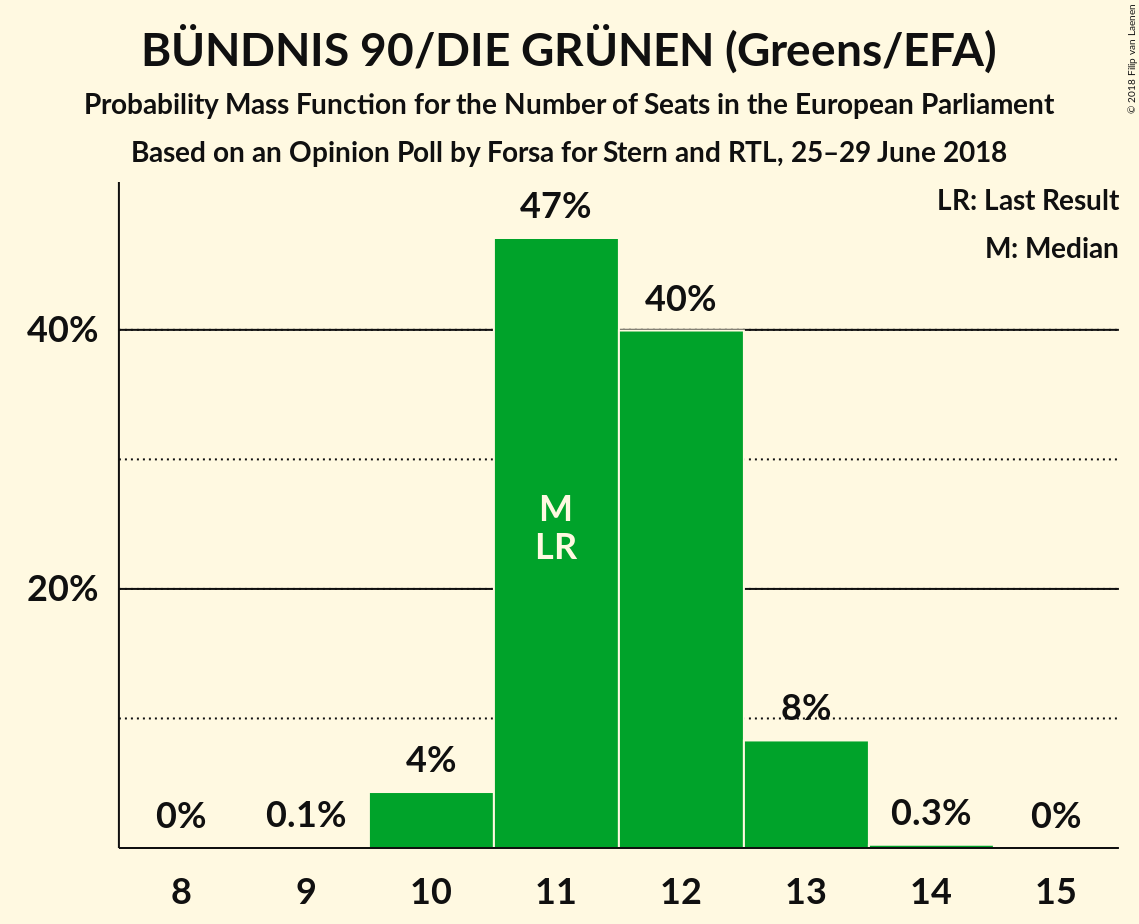 BÜNDNIS 90/DIE GRÜNEN (Greens/EFA)
Probability Mass Function for the Number of Seats in the European Parliament
Based on an Opinion Poll by Forsa for Stern and RTL, 25–29 June 2018
© 2018 Filip van Laenen
LR: Last Result
M: Median
47%
40%
40%
M
LR
20%
8%
4%
0%
0.1%
0.3%
0%
8 9 10 11 12 13 14 15